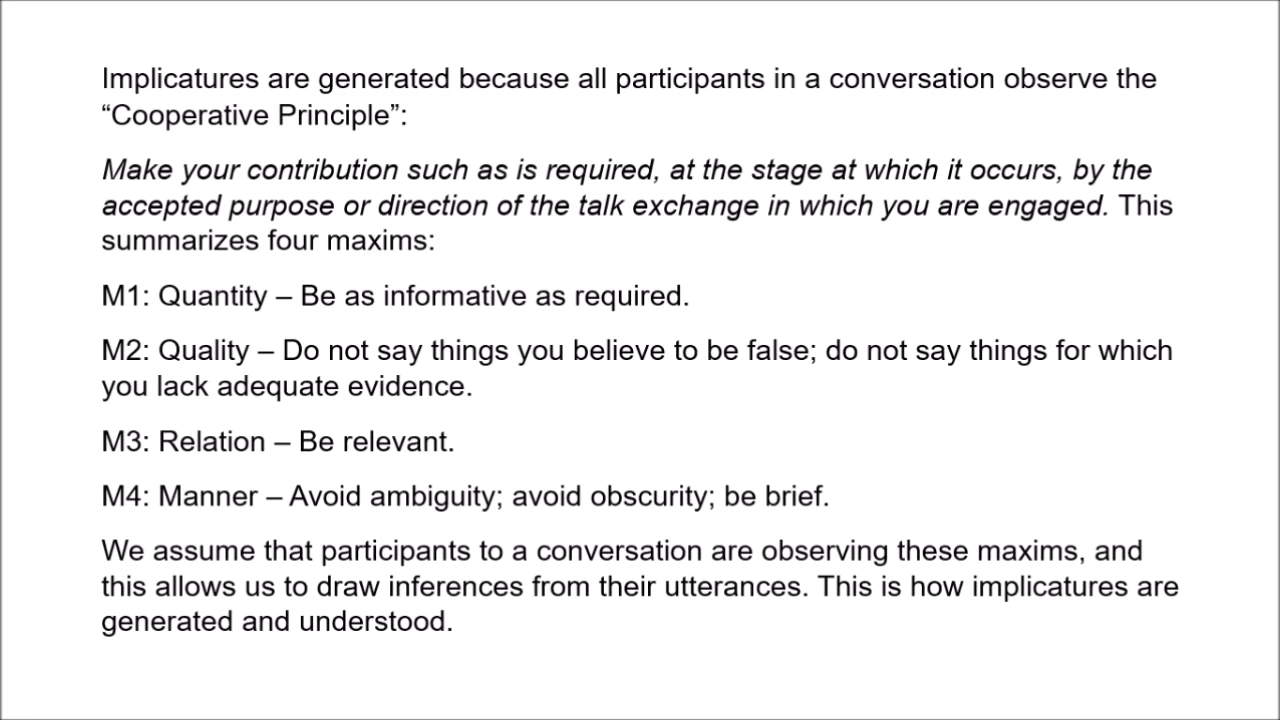 Implicatures are generated because all participants in a conversation observe the
“Cooperative Principle”:
Make your contribution such as is required, at the stage at which it occurs, by the
accepted purpose or direction of the talk exchange in which you are engaged. This
summarizes four maxims:
M1: Quantity – Be as informative as required.
M2: Quality – Do not say things you believe to be false; do not say things for which
you lack adequate evidence.
M3: Relation – Be relevant.
M4: Manner – Avoid ambiguity; avoid obscurity; be brief.
We assume that participants to a conversation are observing these maxims, and
this allows us to draw inferences from their utterances. This is how implicatures are
generated and understood.